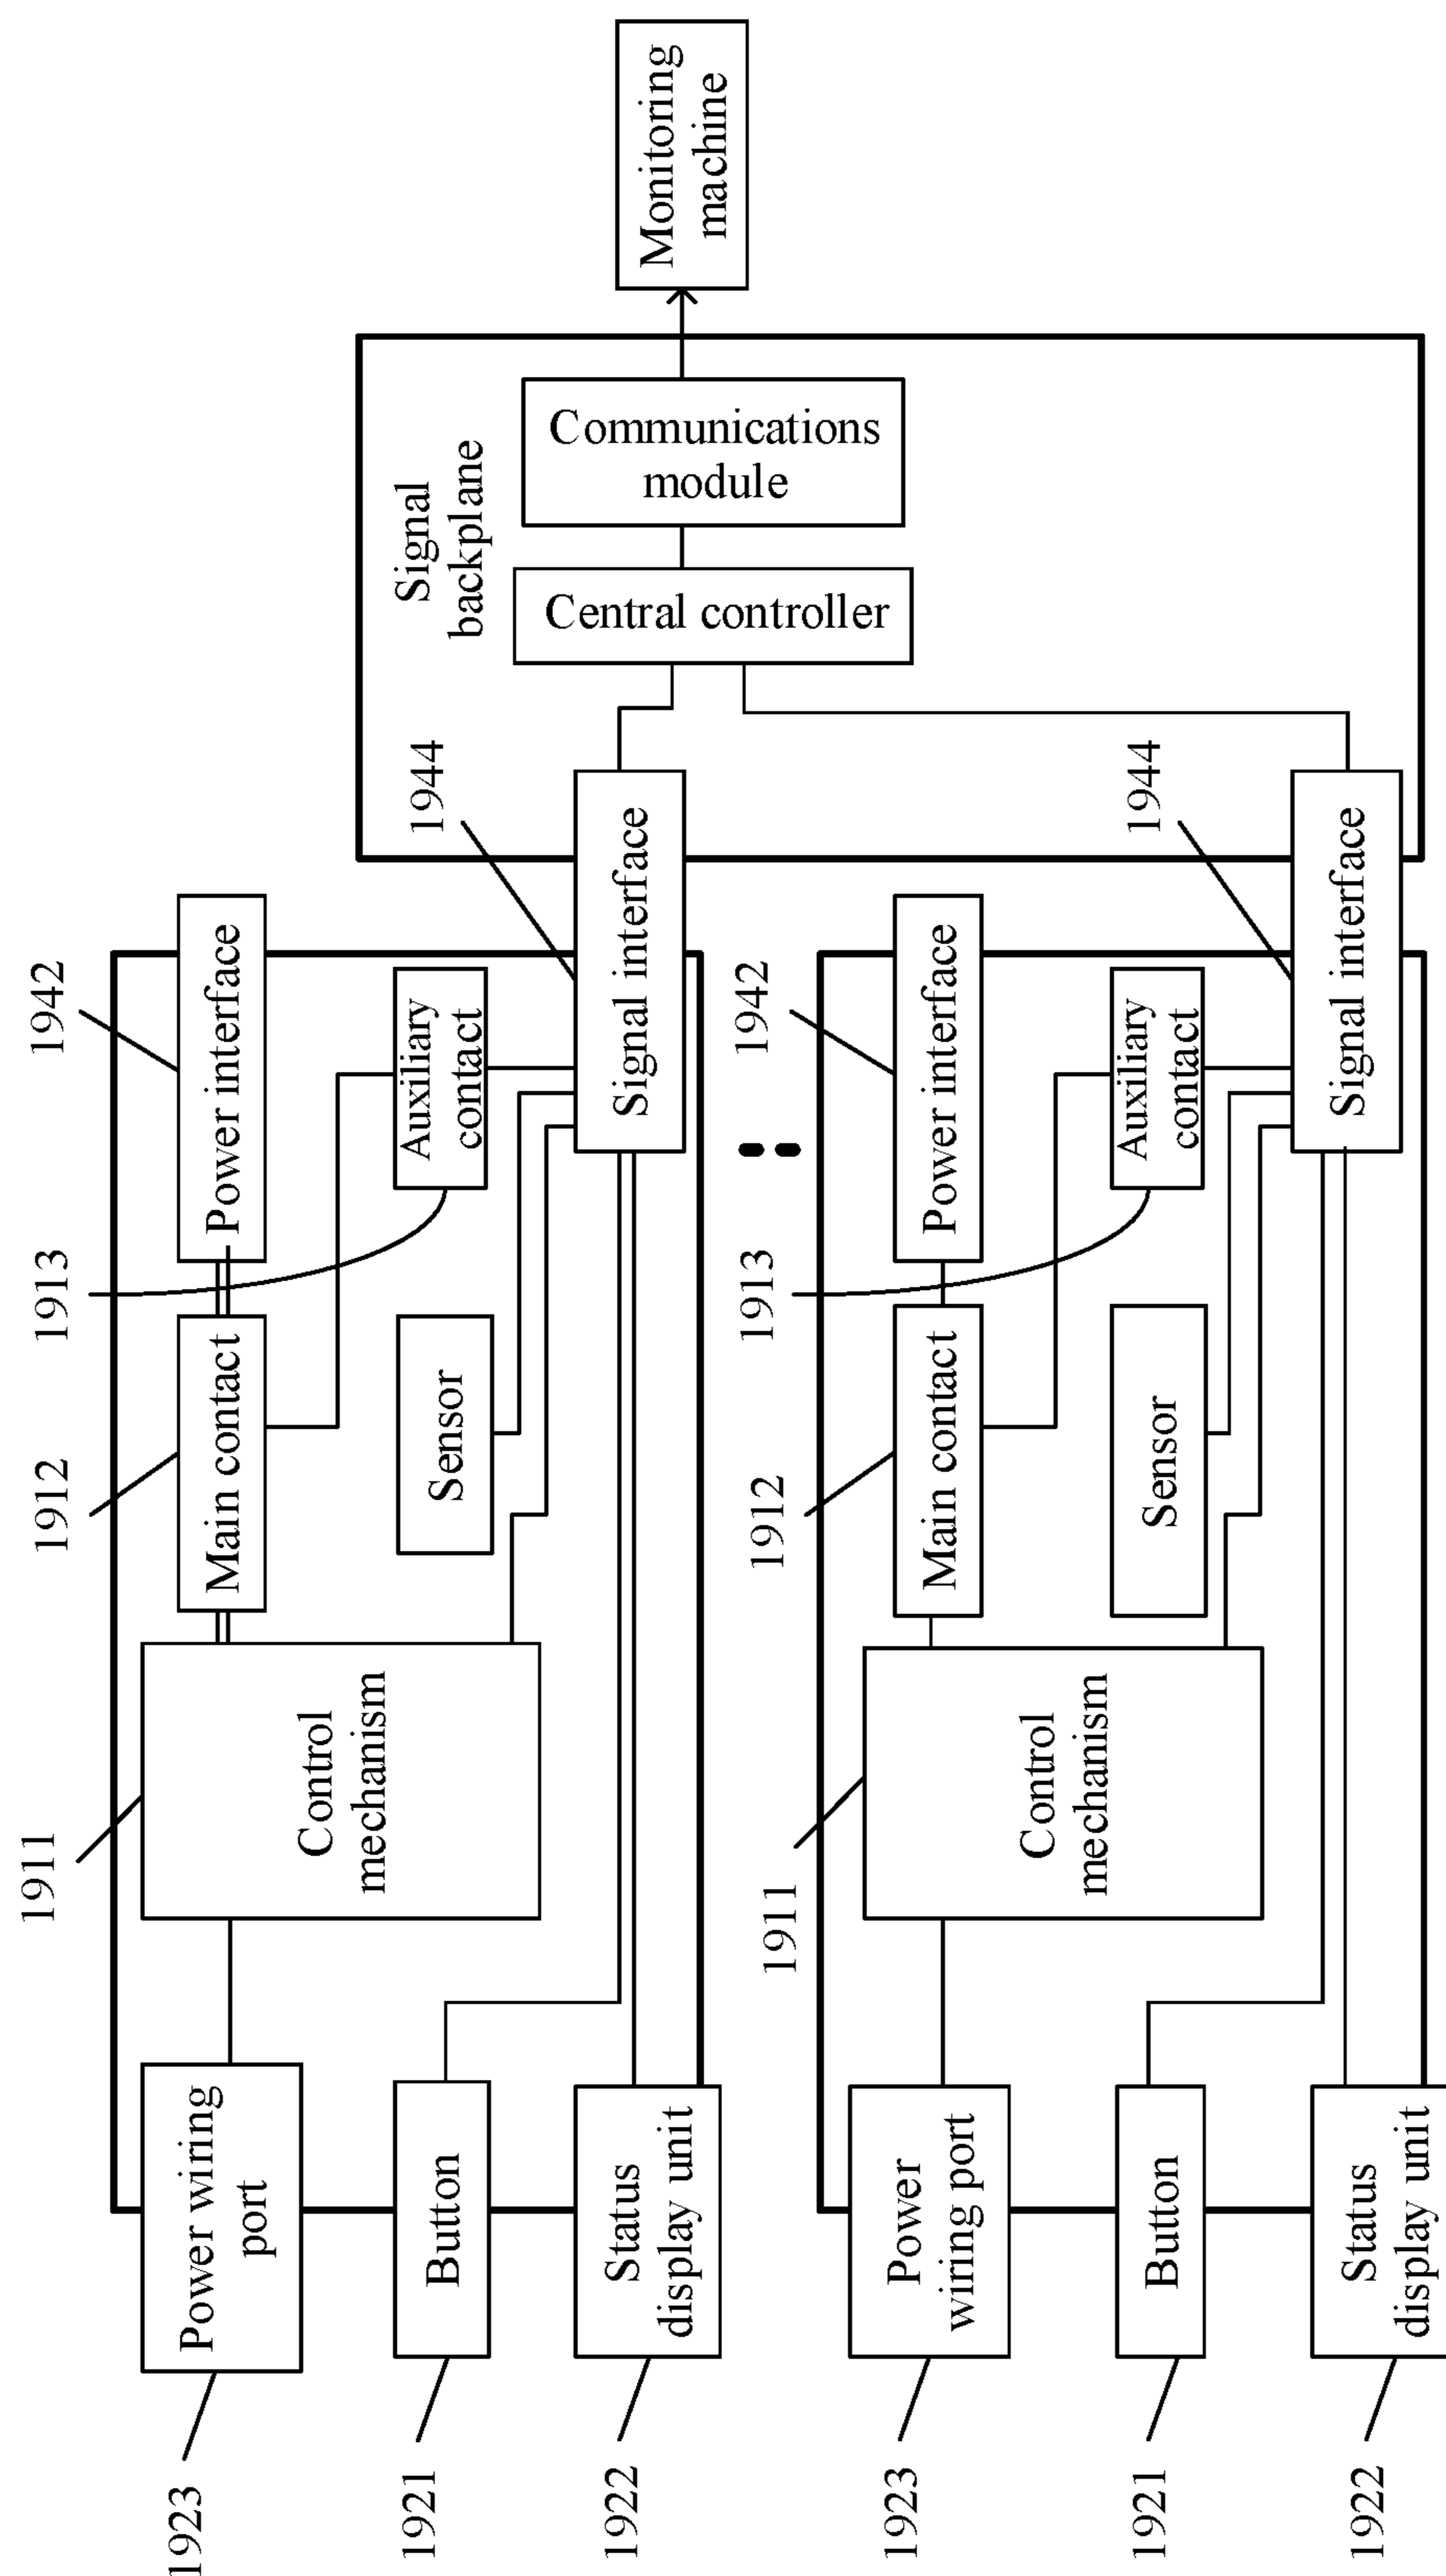 1942
Power interface
1913
Auxiliary
contact
1912
Main contact
Sensor
1944
Signal interface
1911
Control
mechanism
1923
Power wiring
port
1921
Button
1922
Status
display unit
Signal
backplane
Central controller
Communications
module
Monitoring
machine
1942
Power interface
1913
Auxiliary
contact
1912
Main contact
Sensor
1944
Signal interface
1911
Control
mechanism
1923
Power
wiring port
1921
Button
1922
Status
display unit